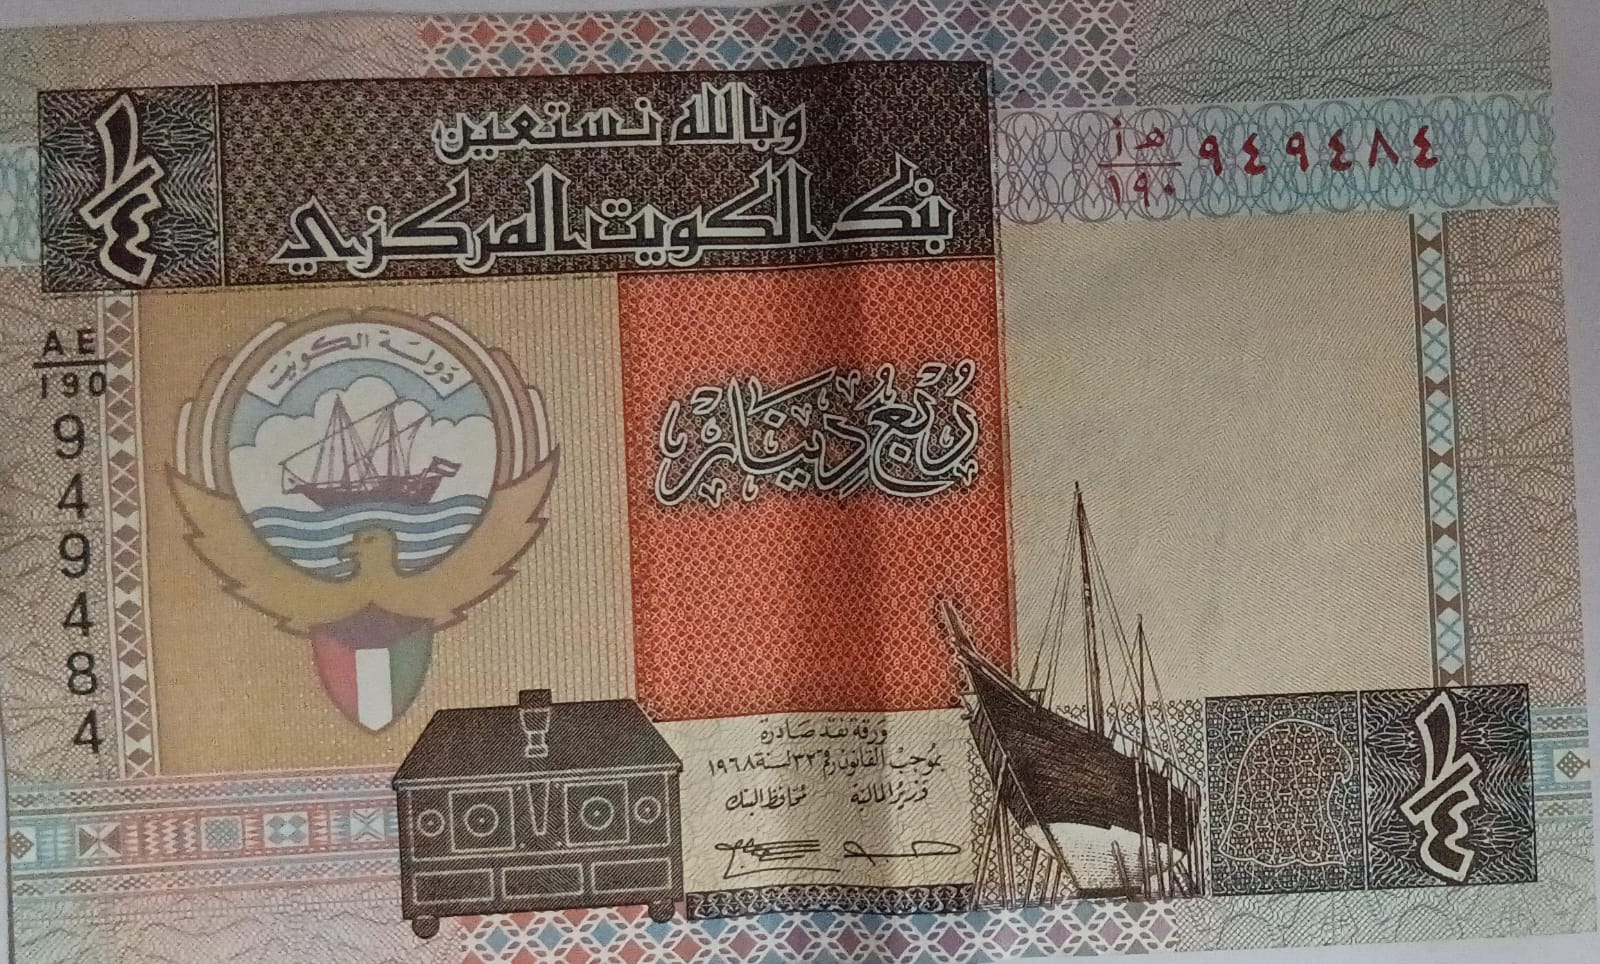 ١/٤
وبالله نستعين
بنك الكويت المركزي
هـ أ
١٩٠
٩٤٩٤٨٤
AE
190
949484
دولة الكويت
ربع دينار
ورقة نقد صادرة
بموجب القانون رقم ٣٢ لسنة ١٩٦٨
وزير المالية محافظ البنك
١/٤